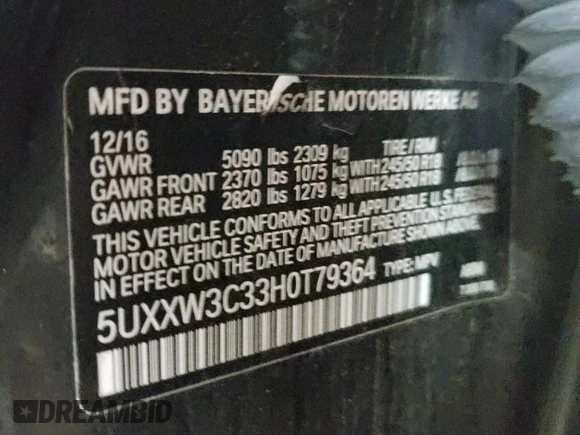 MFD BY BAYERISCHE MOTOREN WERKE AG
12/16
GVWR 5090 lbs 2309 kg TIRE / RIM
GAWR FRONT 2370 lbs 1075 kg WITH 245/50 R18
GAWR REAR 2820 lbs 1279 kg WITH 245/50 R18
THIS VEHICLE CONFORMS TO ALL APPLICABLE U.S. FEDERAL
MOTOR VEHICLE SAFETY AND THEFT PREVENTION STANDARDS
IN EFFECT ON THE DATE OF MANUFACTURE SHOWN ABOVE.
5UXXW3C33H0T79364 TYPE: MPV
DREAMBID